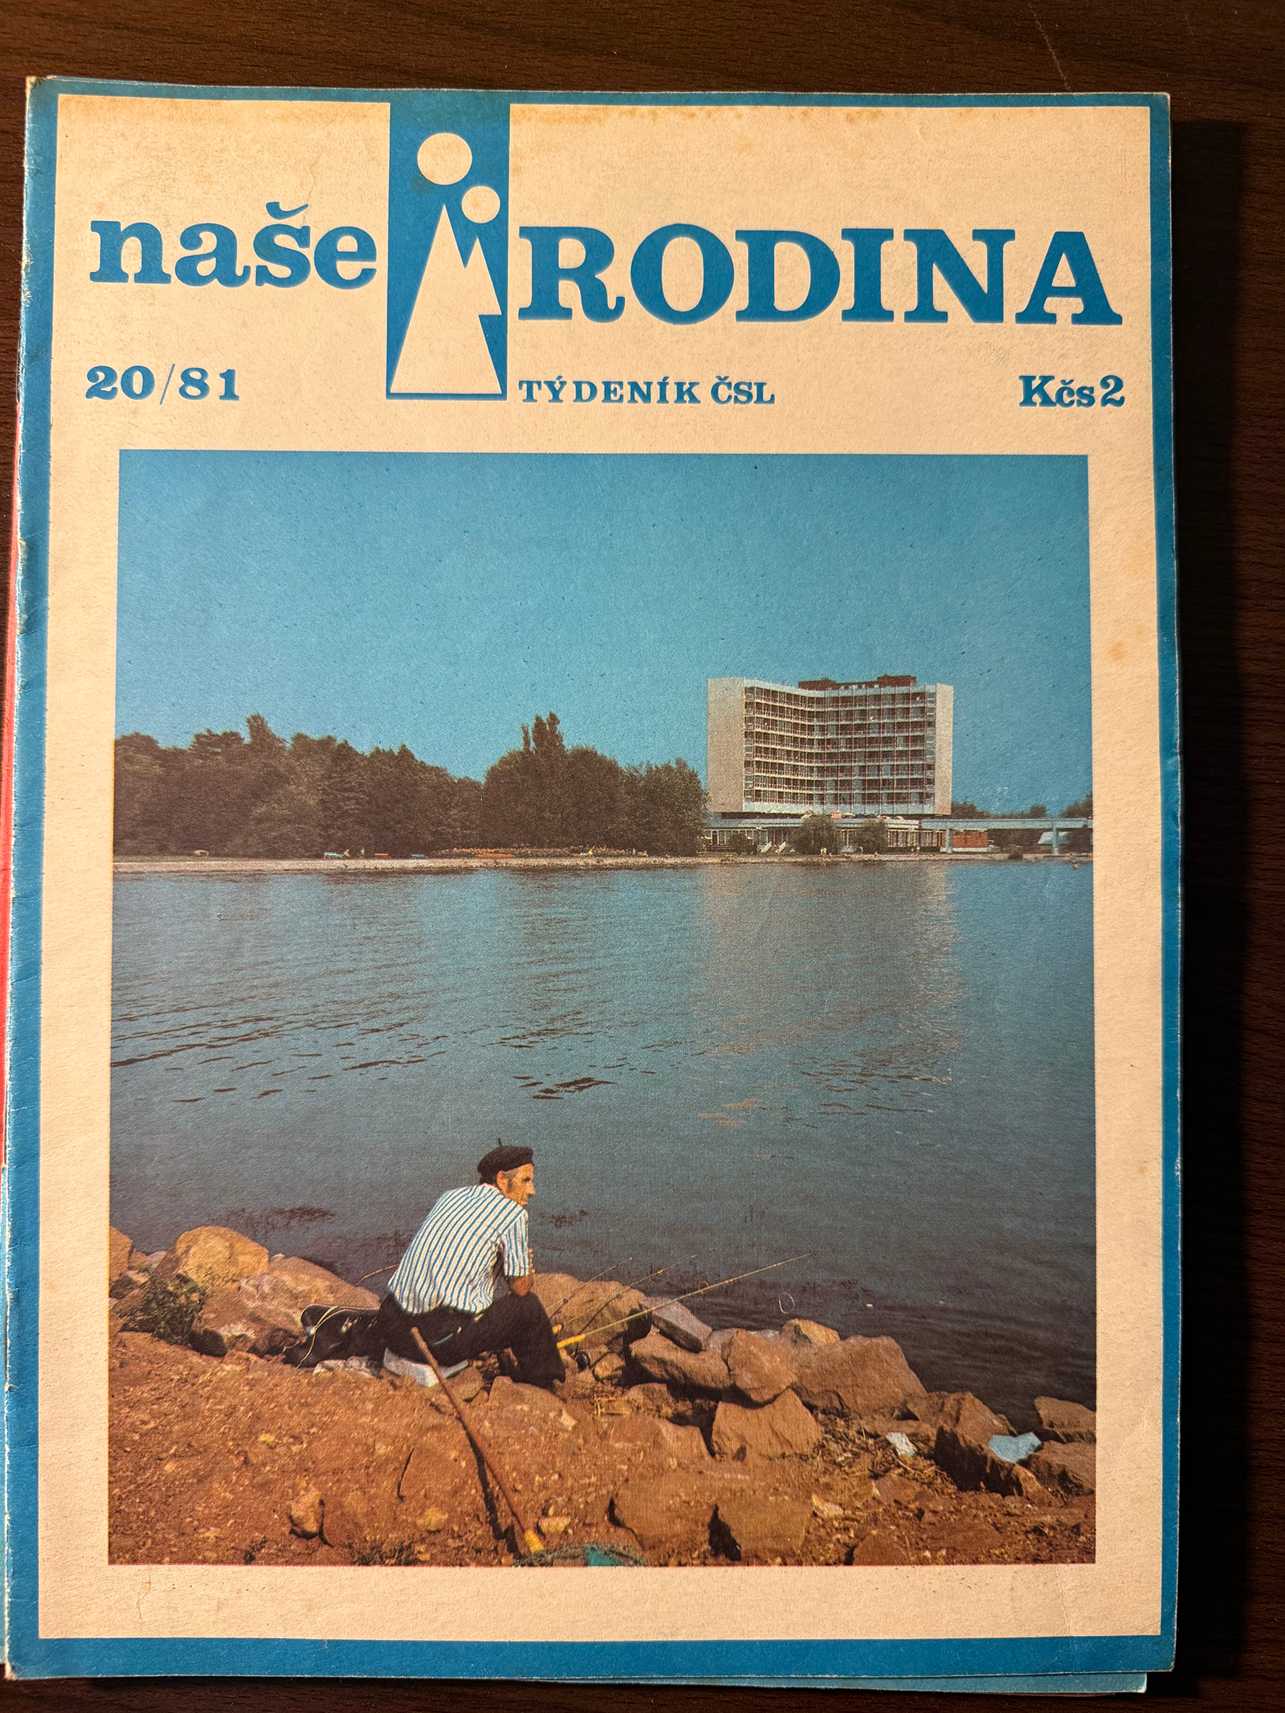 naše RODINA
20/81 TÝDENÍK ČSL Kčs 2